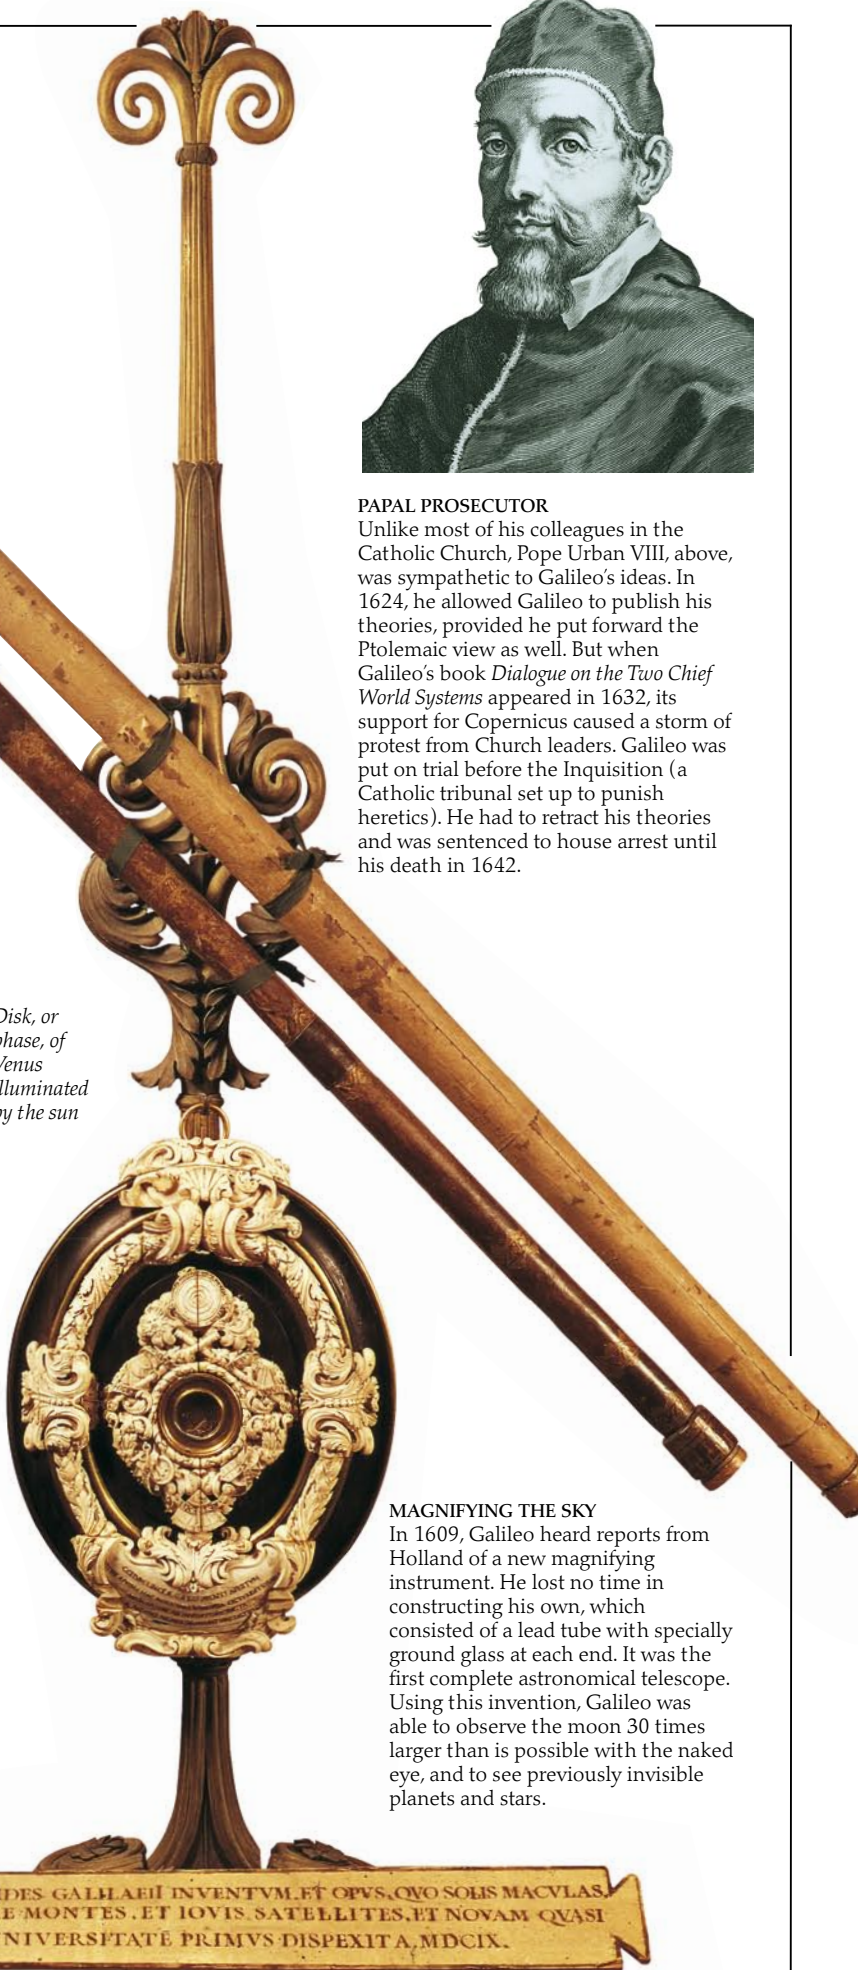 PAPAL PROSECUTOR
Unlike most of his colleagues in the
Catholic Church, Pope Urban VIII, above,
was sympathetic to Galileo’s ideas. In
1624, he allowed Galileo to publish his
theories, provided he put forward the
Ptolemaic view as well. But when
Galileo’s book Dialogue on the Two Chief
World Systems appeared in 1632, its
support for Copernicus caused a storm of
protest from Church leaders. Galileo was
put on trial before the Inquisition (a
Catholic tribunal set up to punish
heretics). He had to retract his theories
and was sentenced to house arrest until
his death in 1642.
Disk, or
phase, of
Venus
illuminated
by the sun
MAGNIFYING THE SKY
In 1609, Galileo heard reports from
Holland of a new magnifying
instrument. He lost no time in
constructing his own, which
consisted of a lead tube with specially
ground glass at each end. It was the
first complete astronomical telescope.
Using this invention, Galileo was
able to observe the moon 30 times
larger than is possible with the naked
eye, and to see previously invisible
planets and stars.
GALILAEII INVENTVM.ET OPVS,QVO SOLIS MACVLAS,
E MONTES.ET IOVIS SATELLITES,ET NOVAM QVASI
NIVERSITATĒ PRIMVS DISPEXIT A.MDCIX.